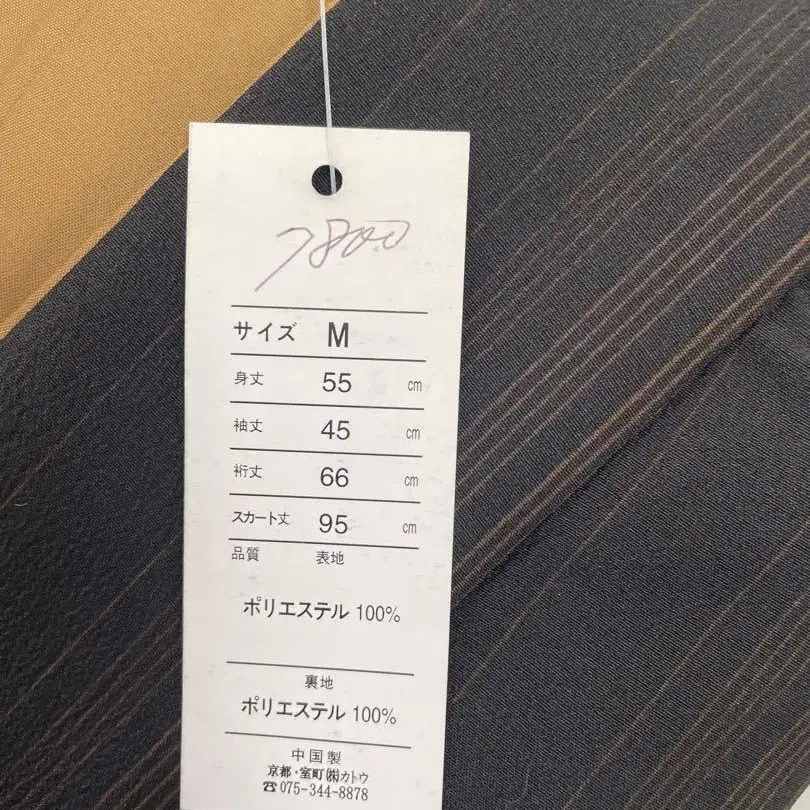 7800
サイズ M
身丈 55 cm
袖丈 45 cm
裄丈 66 cm
スカート丈 95 cm
品質 表地
ポリエステル 100%
裏地
ポリエステル 100%
中国製
京都・室町 ㈱カトウ
☎075-344-8878